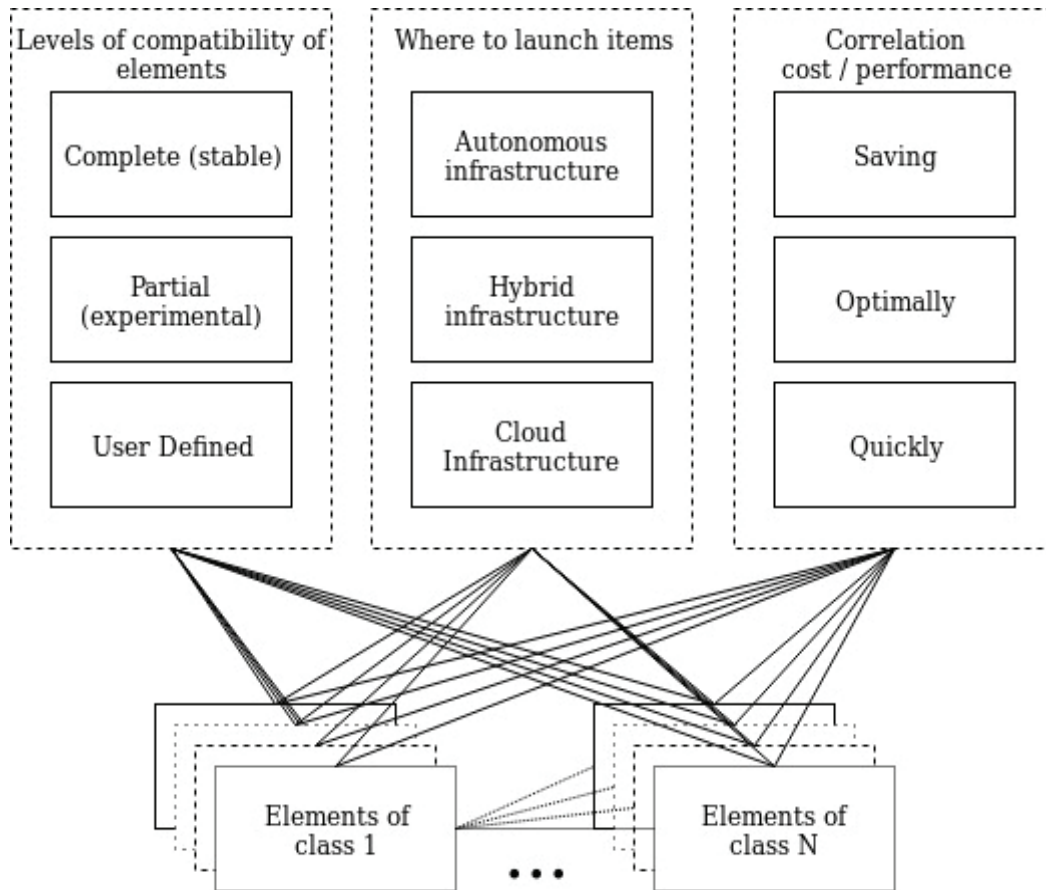 Levels of compatibility of
elements
Complete (stable)
Partial
(experimental)
User Defined
Where to launch items
Autonomous
infrastructure
Hybrid
infrastructure
Cloud
Infrastructure
Correlation
cost / performance
Saving
Optimally
Quickly
Elements of
class 1
Elements of
class N